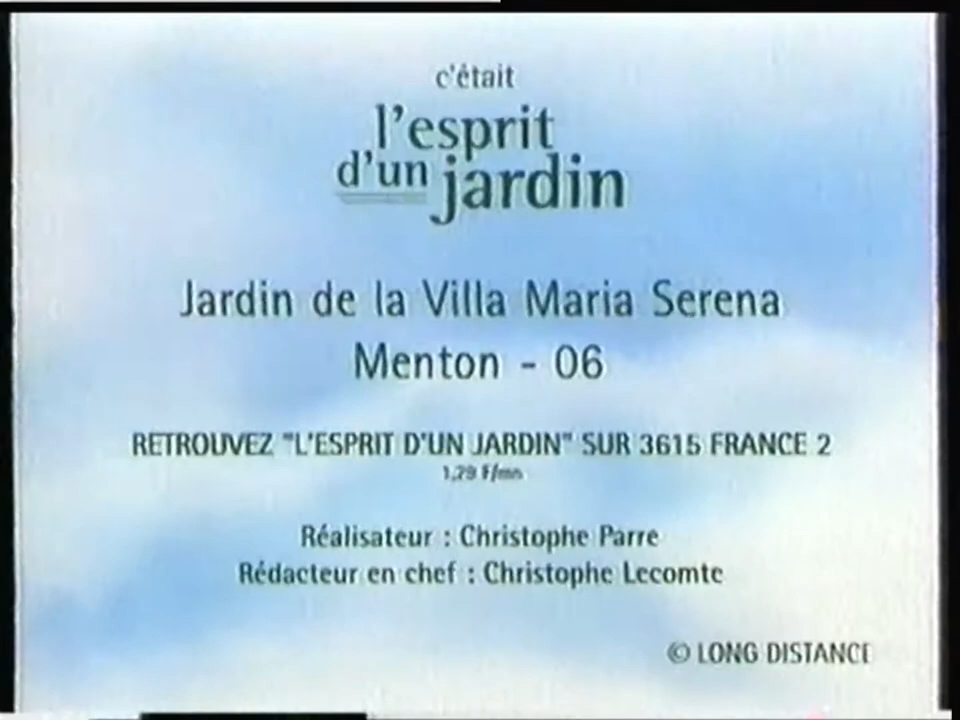 c'était
l'esprit
d'un jardin
Jardin de la Villa Maria Serena
Menton - 06
RETROUVEZ "L'ESPRIT D'UN JARDIN" SUR 3615 FRANCE 2
1,29 F/mn
Réalisateur : Christophe Parre
Rédacteur en chef : Christophe Lecomte
© LONG DISTANCE